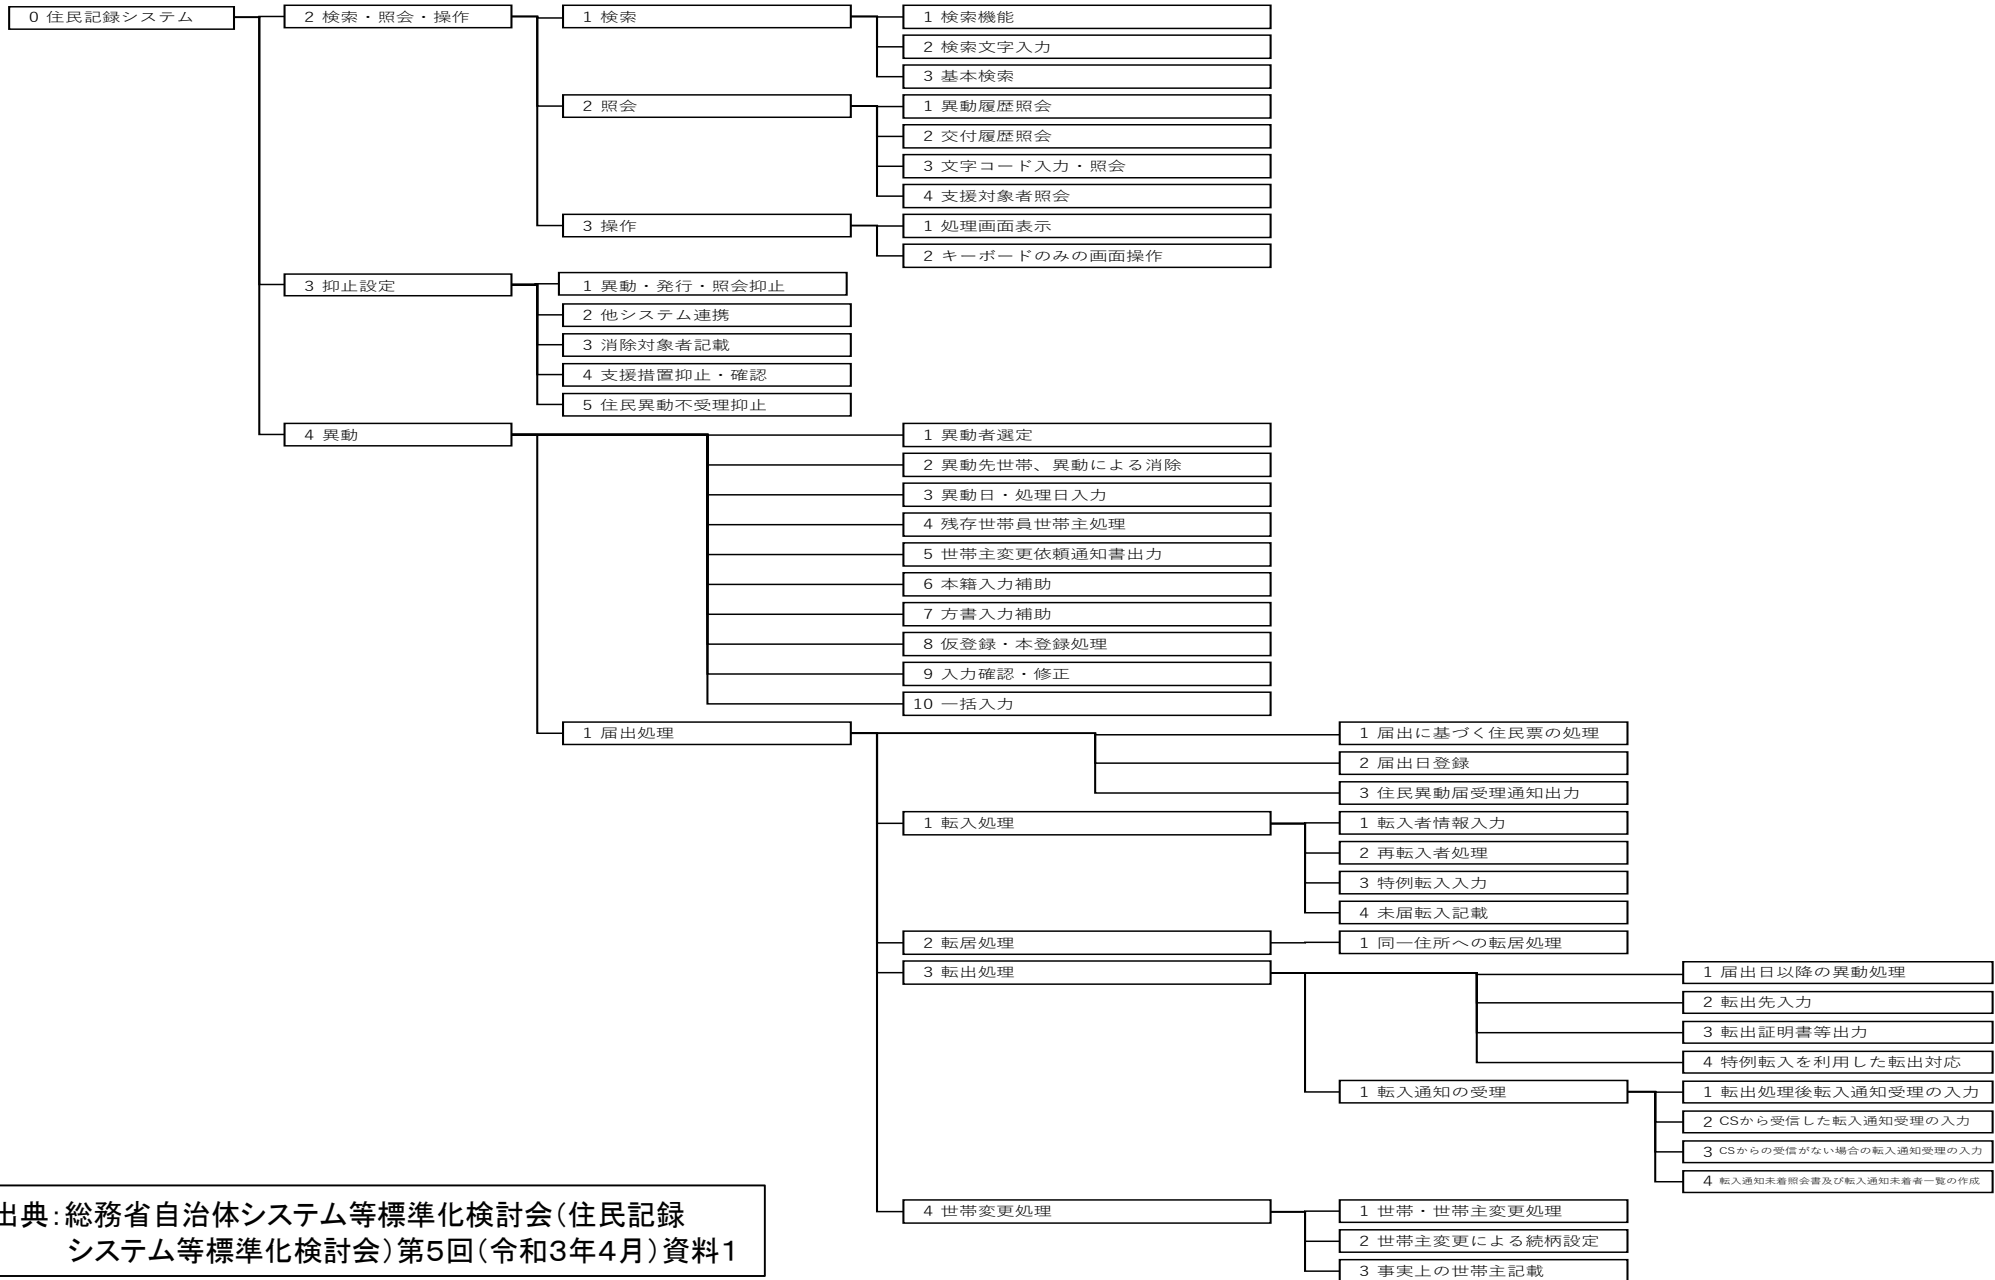 0 住民記録システム
2 検索・照会・操作
1 検索
1 検索機能
2 検索文字入力
3 基本検索
2 照会
1 異動履歴照会
2 交付履歴照会
3 文字コード入力・照会
4 支援対象者照会
3 操作
1 処理画面表示
2 キーボードのみの画面操作
3 抑止設定
1 異動・発行・照会抑止
2 他システム連携
3 消除対象者記載
4 支援措置抑止・確認
5 住民異動不受理抑止
4 異動
1 異動者選定
2 異動先世帯、異動による消除
3 異動日・処理日入力
4 残存世帯員世帯主処理
5 世帯主変更依頼通知書出力
6 本籍入力補助
7 方書入力補助
8 仮登録・本登録処理
9 入力確認・修正
10 一括入力
1 届出処理
1 届出に基づく住民票の処理
2 届出日登録
3 住民異動届受理通知出力
1 転入処理
1 転入者情報入力
2 再転入者処理
3 特例転入入力
4 未届転入記載
2 転居処理
1 同一住所への転居処理
3 転出処理
1 届出日以降の異動処理
2 転出先入力
3 転出証明書等出力
4 特例転入を利用した転出対応
1 転入通知の受理
1 転出処理後転入通知受理の入力
2 CSから受信した転入通知受理の入力
3 CSからの受信がない場合の転入通知受理の入力
4 転入通知未着照会書及び転入通知未着者一覧の作成
4 世帯変更処理
1 世帯・世帯主変更処理
2 世帯主変更による続柄設定
3 事実上の世帯主記載
出典：総務省自治体システム等標準化検討会（住民記録
システム等標準化検討会）第5回（令和3年4月）資料1